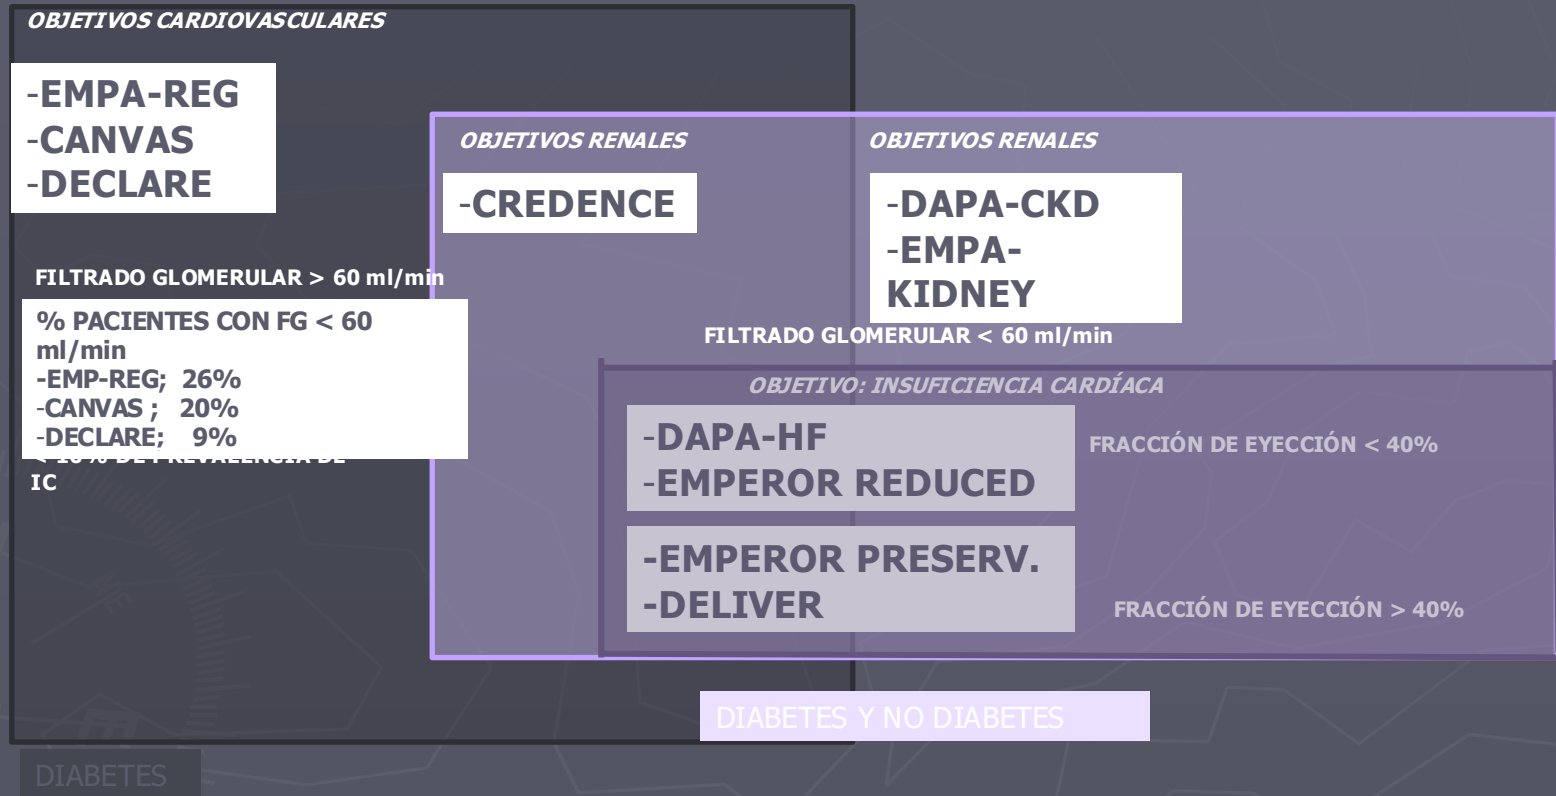 OBJETIVOS CARDIOVASCULARES
-EMPA-REG
-CANVAS
-DECLARE
OBJETIVOS RENALES
-CREDENCE
OBJETIVOS RENALES
-DAPA-CKD
-EMPA-
KIDNEY
FILTRADO GLOMERULAR > 60 ml/min
% PACIENTES CON FG < 60
ml/min
-EMP-REG; 26%
-CANVAS ; 20%
-DECLARE; 9%
DE PREVALENCIA DE
IC
FILTRADO GLOMERULAR < 60 ml/min
OBJETIVO: INSUFICIENCIA CARDÍACA
-DAPA-HF
-EMPEROR REDUCED
FRACCIÓN DE EYECCIÓN < 40%
-EMPEROR PRESERV.
-DELIVER
FRACCIÓN DE EYECCIÓN > 40%
DIABETES Y NO DIABETES
DIABETES